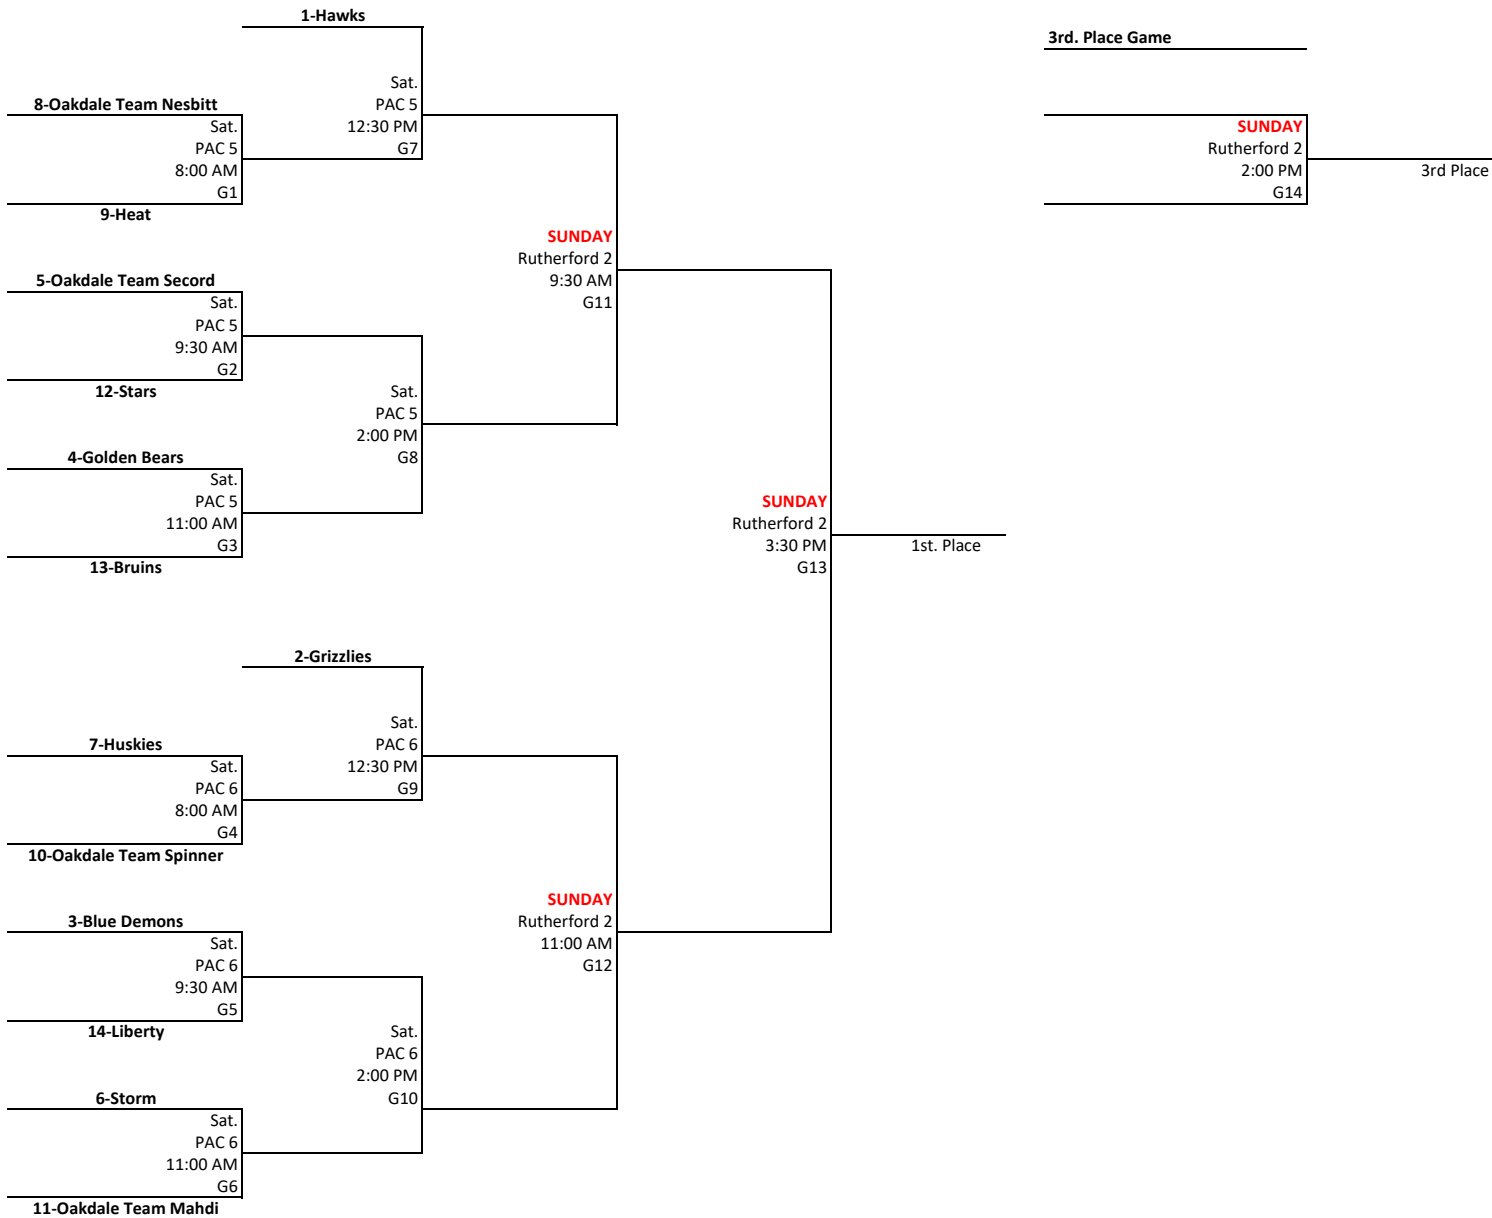 1-Hawks
3rd. Place Game
Sat.
PAC 5
12:30 PM
G7
8-Oakdale Team Nesbitt
Sat.
PAC 5
8:00 AM
G1
9-Heat
SUNDAY
Rutherford 2
2:00 PM
G14
3rd Place
SUNDAY
Rutherford 2
9:30 AM
G11
5-Oakdale Team Secord
Sat.
PAC 5
9:30 AM
G2
12-Stars
Sat.
PAC 5
2:00 PM
G8
4-Golden Bears
Sat.
PAC 5
11:00 AM
G3
13-Bruins
SUNDAY
Rutherford 2
3:30 PM
G13
1st. Place
2-Grizzlies
Sat.
PAC 6
12:30 PM
G9
7-Huskies
Sat.
PAC 6
8:00 AM
G4
10-Oakdale Team Spinner
SUNDAY
Rutherford 2
11:00 AM
G12
3-Blue Demons
Sat.
PAC 6
9:30 AM
G5
14-Liberty
Sat.
PAC 6
2:00 PM
G10
6-Storm
Sat.
PAC 6
11:00 AM
G6
11-Oakdale Team Mahdi